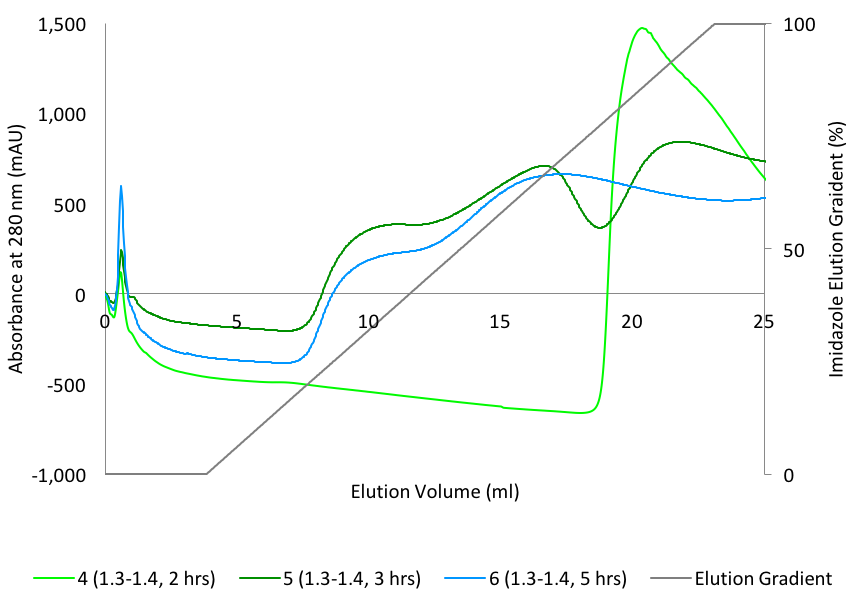 1,500
1,000
500
0
-500
-1,000
Absorbance at 280 nm (mAU)
0 5 10 15 20 25
Elution Volume (ml)
100
50
0
Imidazole Elution Graident (%)
4 (1.3-1.4, 2 hrs) 5 (1.3-1.4, 3 hrs) 6 (1.3-1.4, 5 hrs) Elution Gradient